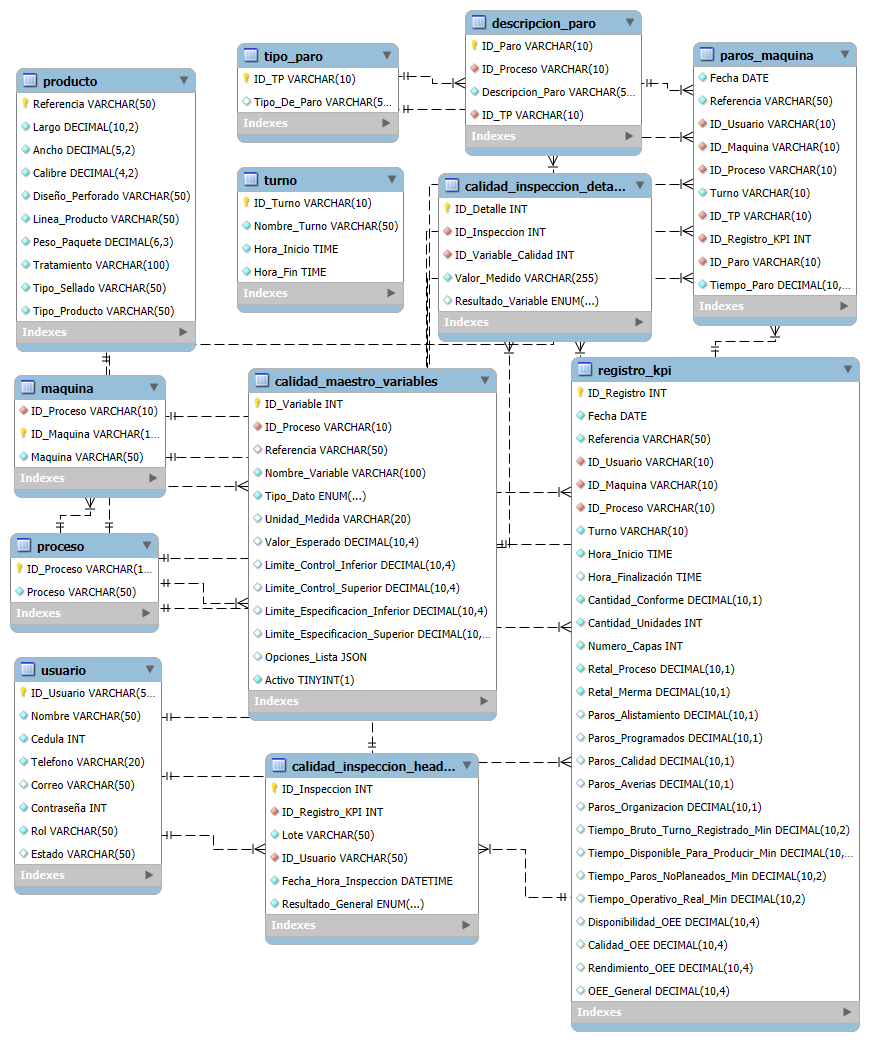 descripcion_paro
ID_Paro VARCHAR(10)
ID_Proceso VARCHAR(10)
Descripcion_Paro VARCHAR(5...
ID_TP VARCHAR(10)
Indexes
tipo_paro
ID_TP VARCHAR(10)
Tipo_De_Paro VARCHAR(5...
Indexes
paros_maquina
Fecha DATE
Referencia VARCHAR(50)
ID_Usuario VARCHAR(10)
ID_Maquina VARCHAR(10)
ID_Proceso VARCHAR(10)
Turno VARCHAR(10)
ID_TP VARCHAR(10)
ID_Registro_KPI INT
ID_Paro VARCHAR(10)
Tiempo_Paro DECIMAL(10,...
Indexes
producto
Referencia VARCHAR(50)
Largo DECIMAL(10,2)
Ancho DECIMAL(5,2)
Calibre DECIMAL(4,2)
Diseño_Perforado VARCHAR(50)
Linea_Producto VARCHAR(50)
Peso_Paquete DECIMAL(6,3)
Tratamiento VARCHAR(100)
Tipo_Sellado VARCHAR(50)
Tipo_Producto VARCHAR(50)
Indexes
turno
ID_Turno VARCHAR(10)
Nombre_Turno VARCHAR(50)
Hora_Inicio TIME
Hora_Fin TIME
Indexes
calidad_inspeccion_deta...
ID_Detalle INT
ID_Inspeccion INT
ID_Variable_Calidad INT
Valor_Medido VARCHAR(255)
Resultado_Variable ENUM(...)
Indexes
maquina
ID_Proceso VARCHAR(10)
ID_Maquina VARCHAR(1...
Maquina VARCHAR(50)
Indexes
calidad_maestro_variables
ID_Variable INT
ID_Proceso VARCHAR(10)
Referencia VARCHAR(50)
Nombre_Variable VARCHAR(100)
Tipo_Dato ENUM(...)
Unidad_Medida VARCHAR(20)
Valor_Esperado DECIMAL(10,4)
Limite_Control_Inferior DECIMAL(10,4)
Limite_Control_Superior DECIMAL(10,4)
Limite_Especificacion_Inferior DECIMAL(10,4)
Limite_Especificacion_Superior DECIMAL(10,...
Opciones_Lista JSON
Activo TINYINT(1)
Indexes
registro_kpi
ID_Registro INT
Fecha DATE
Referencia VARCHAR(50)
ID_Usuario VARCHAR(10)
ID_Maquina VARCHAR(10)
ID_Proceso VARCHAR(10)
Turno VARCHAR(10)
Hora_Inicio TIME
Hora_Finalización TIME
Cantidad_Conforme DECIMAL(10,1)
Cantidad_Unidades INT
Numero_Capas INT
Retal_Proceso DECIMAL(10,1)
Retal_Merma DECIMAL(10,1)
Paros_Alistamiento DECIMAL(10,1)
Paros_Programados DECIMAL(10,1)
Paros_Calidad DECIMAL(10,1)
Paros_Averias DECIMAL(10,1)
Paros_Organizacion DECIMAL(10,1)
Tiempo_Bruto_Turno_Registrado_Min DECIMAL(10,2)
Tiempo_Disponible_Para_Producir_Min DECIMAL(10,...
Tiempo_Paros_NoPlaneados_Min DECIMAL(10,2)
Tiempo_Operativo_Real_Min DECIMAL(10,2)
Disponibilidad_OEE DECIMAL(10,4)
Calidad_OEE DECIMAL(10,4)
Rendimiento_OEE DECIMAL(10,4)
OEE_General DECIMAL(10,4)
Indexes
proceso
ID_Proceso VARCHAR(1...
Proceso VARCHAR(50)
Indexes
usuario
ID_Usuario VARCHAR(5...
Nombre VARCHAR(50)
Cedula INT
Telefono VARCHAR(20)
Correo VARCHAR(50)
Contraseña INT
Rol VARCHAR(50)
Estado VARCHAR(50)
Indexes
calidad_inspeccion_head...
ID_Inspeccion INT
ID_Registro_KPI INT
Lote VARCHAR(50)
ID_Usuario VARCHAR(50)
Fecha_Hora_Inspeccion DATETIME
Resultado_General ENUM(...)
Indexes